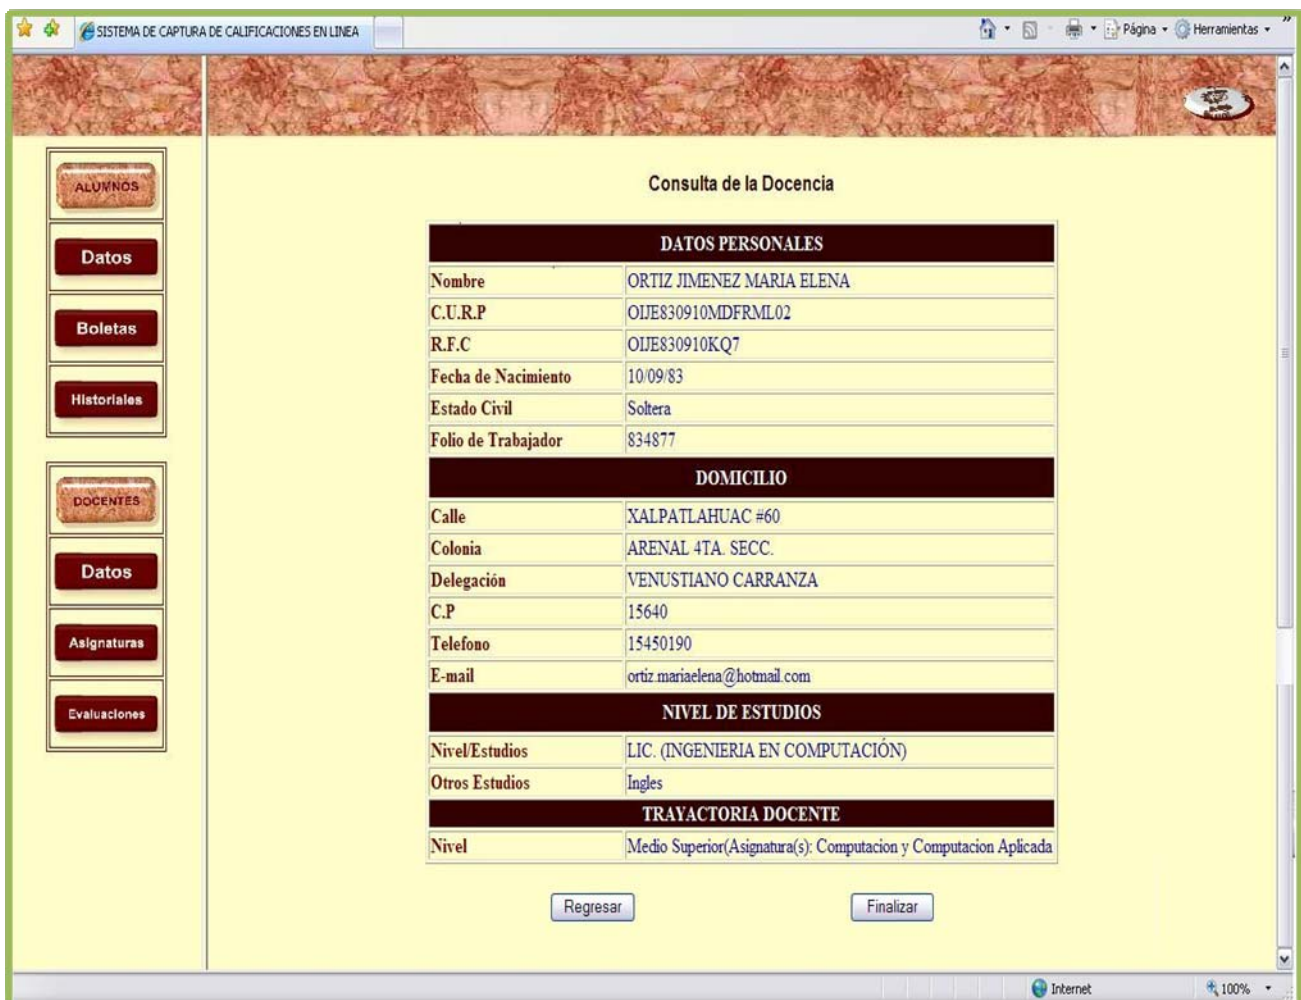 SISTEMA DE CAPTURA DE CALIFICACIONES EN LINEA
Página
Herramientas
ALUMNOS
Datos
Boletas
Historiales
DOCENTES
Datos
Asignaturas
Evaluaciones
Consulta de la Docencia
DATOS PERSONALES
Nombre ORTIZ JIMENEZ MARIA ELENA
C.U.R.P OIJE830910MDFRML02
R.F.C OIJE830910KQ7
Fecha de Nacimiento 10/09/83
Estado Civil Soltera
Folio de Trabajador 834877
DOMICILIO
Calle XALPATLAHUAC #60
Colonia ARENAL 4TA. SECC.
Delegación VENUSTIANO CARRANZA
C.P 15640
Telefono 15450190
E-mail ortiz.mariaelena@hotmail.com
NIVEL DE ESTUDIOS
Nivel/Estudios LIC. (INGENIERIA EN COMPUTACIÓN)
Otros Estudios Ingles
TRAYACTORIA DOCENTE
Nivel Medio Superior(Asignatura(s): Computacion y Computacion Aplicada
Regresar Finalizar
Internet 100%